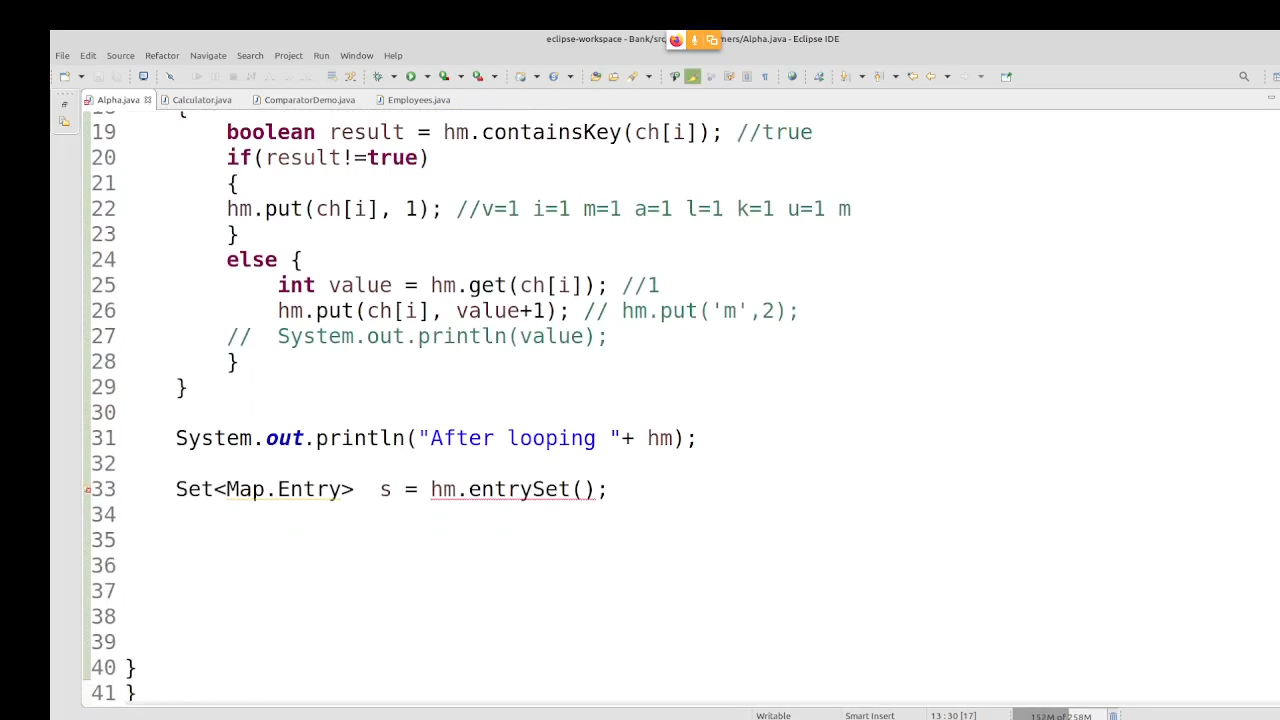 eclipse-workspace - Bank/src mers/Alpha.java - Eclipse IDE
File Edit Source Refactor Navigate Search Project Run Window Help
Alpha.java Calculator.java ComparatorDemo.java Employees.java
18 {
19 boolean result = hm.containsKey(ch[i]); //true
20 if(result!=true)
21 {
22 hm.put(ch[i], 1); //v=1 i=1 m=1 a=1 l=1 k=1 u=1 m
23 }
24 else {
25 int value = hm.get(ch[i]); //1
26 hm.put(ch[i], value+1); // hm.put('m',2);
27 // System.out.println(value);
28 }
29 }
30
31 System.out.println("After looping "+ hm);
32
33 Set<Map.Entry> s = hm.entrySet();
34
35
36
37
38
39
40 }
41 }
Writable Smart Insert 13 : 30 [17] 152M of 258M